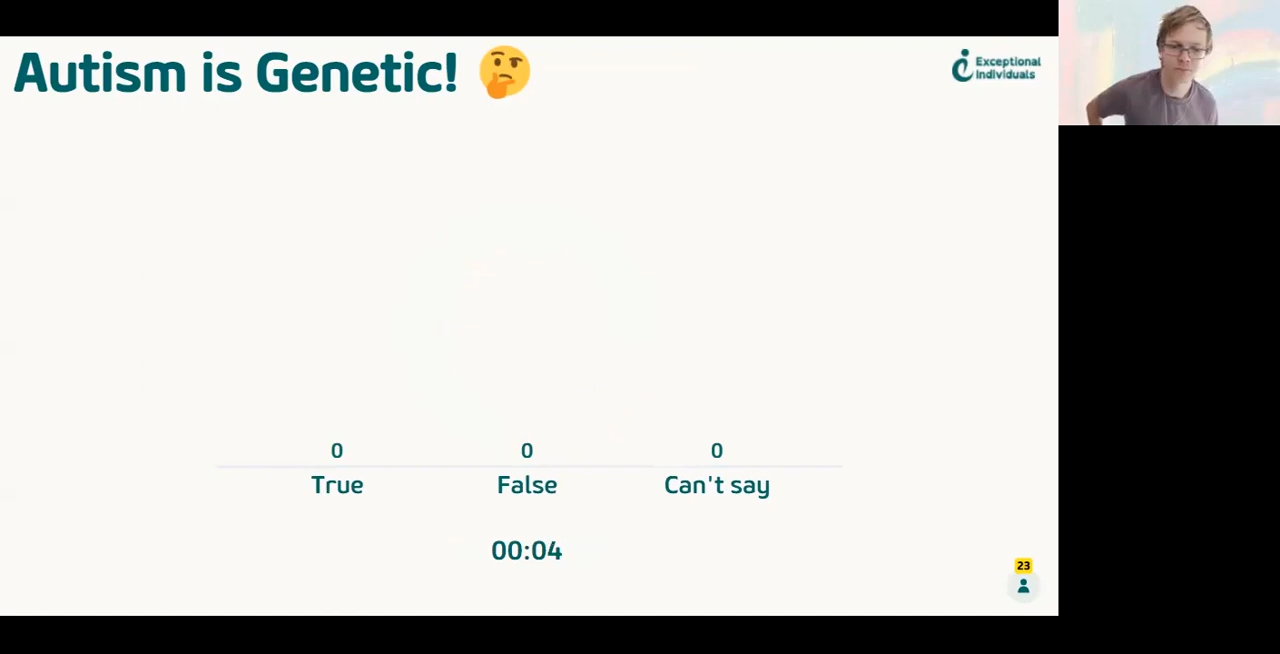 Autism is Genetic! 🤔
Exceptional
Individuals
0 0 0
True False Can't say
00:04
23